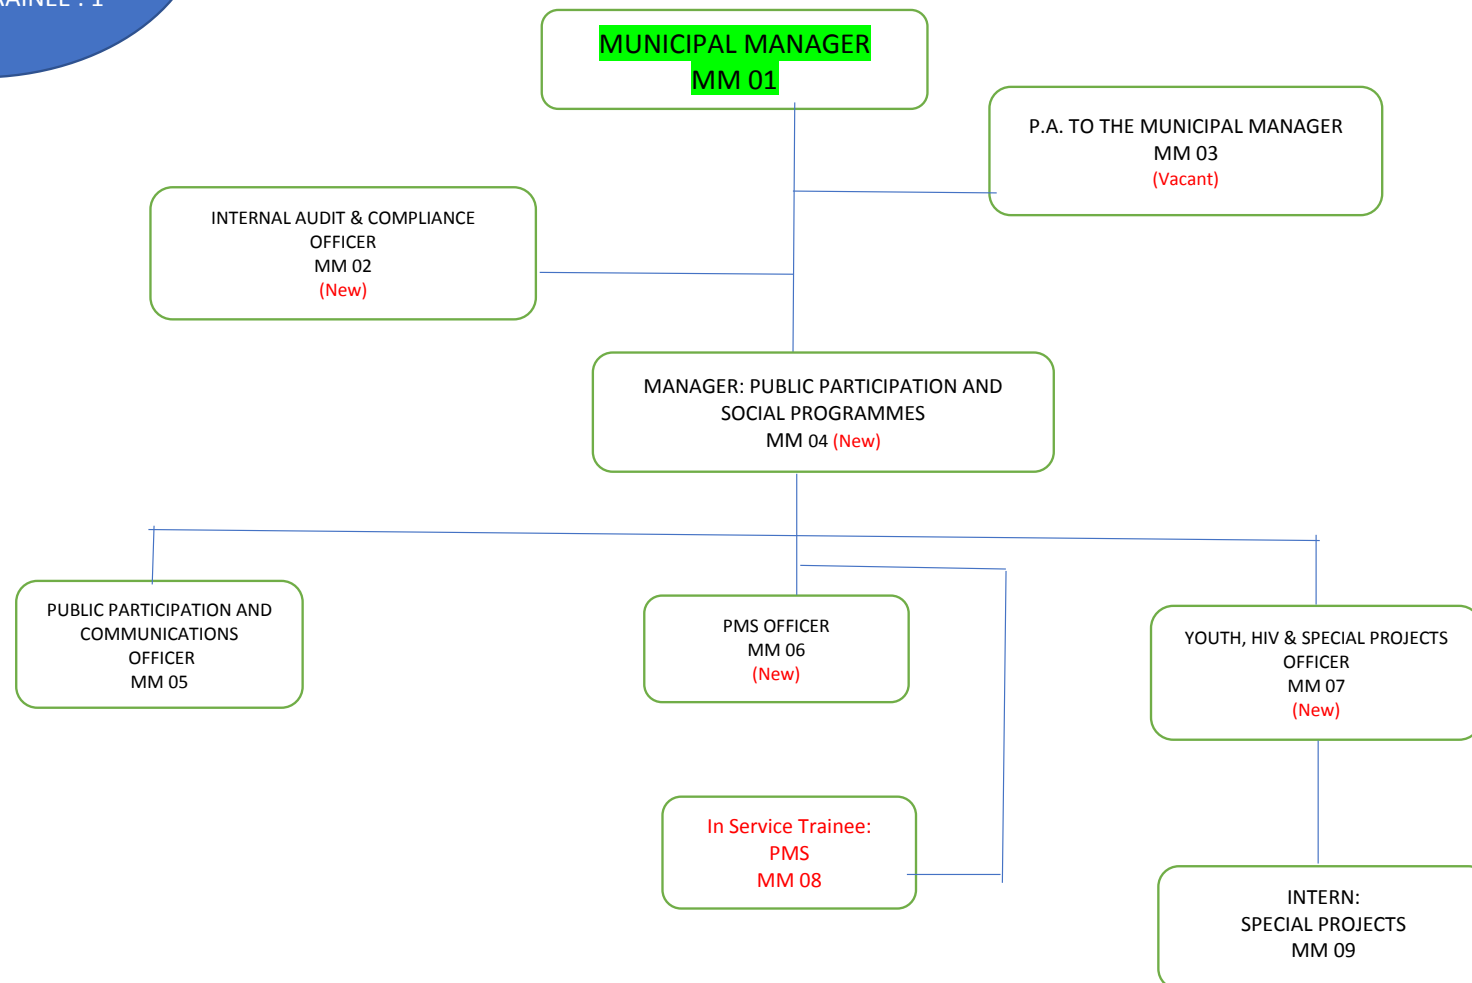 : 1
MUNICIPAL MANAGER
MM 01
P.A. TO THE MUNICIPAL MANAGER
MM 03
(Vacant)
INTERNAL AUDIT & COMPLIANCE
OFFICER
MM 02
(New)
MANAGER: PUBLIC PARTICIPATION AND
SOCIAL PROGRAMMES
MM 04 (New)
PUBLIC PARTICIPATION AND
COMMUNICATIONS
OFFICER
MM 05
PMS OFFICER
MM 06
(New)
YOUTH, HIV & SPECIAL PROJECTS
OFFICER
MM 07
(New)
In Service Trainee:
PMS
MM 08
INTERN:
SPECIAL PROJECTS
MM 09